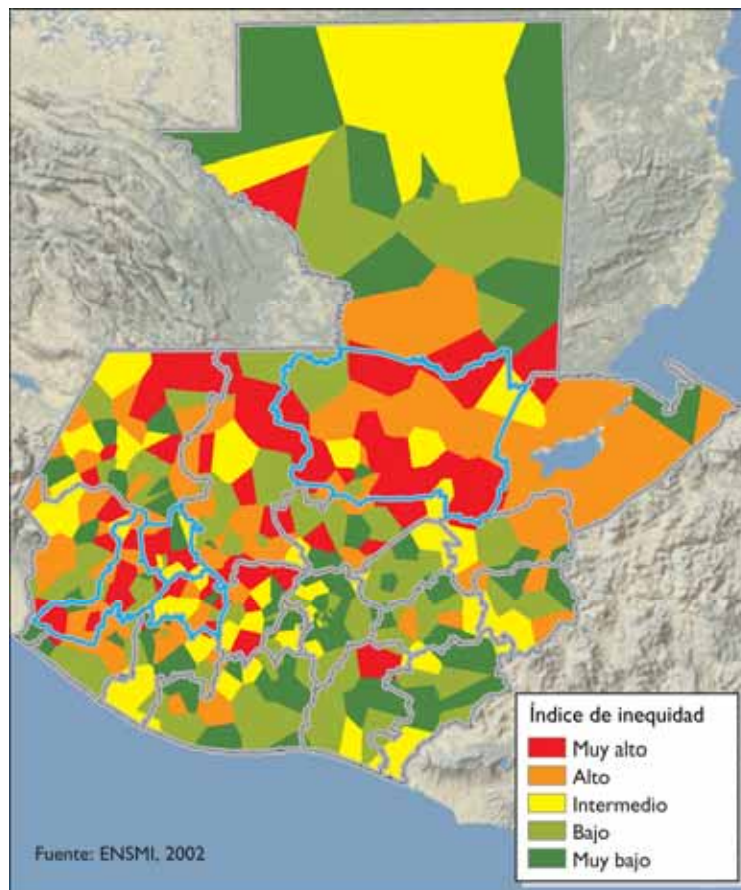 Índice de inequidad
Muy alto
Alto
Intermedio
Bajo
Muy bajo
Fuente: ENSMI, 2002